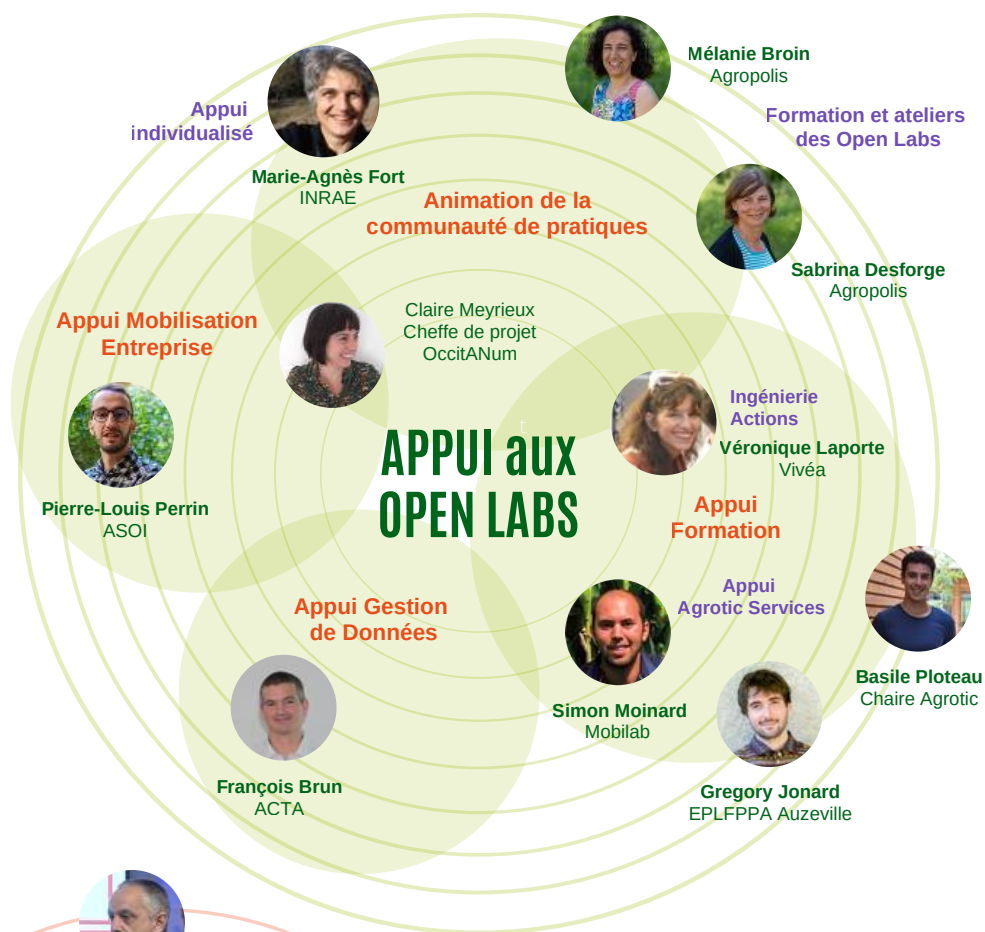 Mélanie Broin
Agropolis
Appui
individualisé
Formation et ateliers
des Open Labs
Marie-Agnès Fort
INRAE
Animation de la
communauté de pratiques
Sabrina Desforge
Agropolis
Appui Mobilisation
Entreprise
Claire Meyrieux
Cheffe de projet
OccitANum
Ingénierie
Actions
Véronique Laporte
Vivéa
APPUI aux
OPEN LABS
Pierre-Louis Perrin
ASOI
Appui
Formation
Appui Gestion
de Données
Appui
Agrotic Services
Basile Ploteau
Chaire Agrotic
Simon Moinard
Mobilab
François Brun
ACTA
Gregory Jonard
EPLFPPA Auzeville